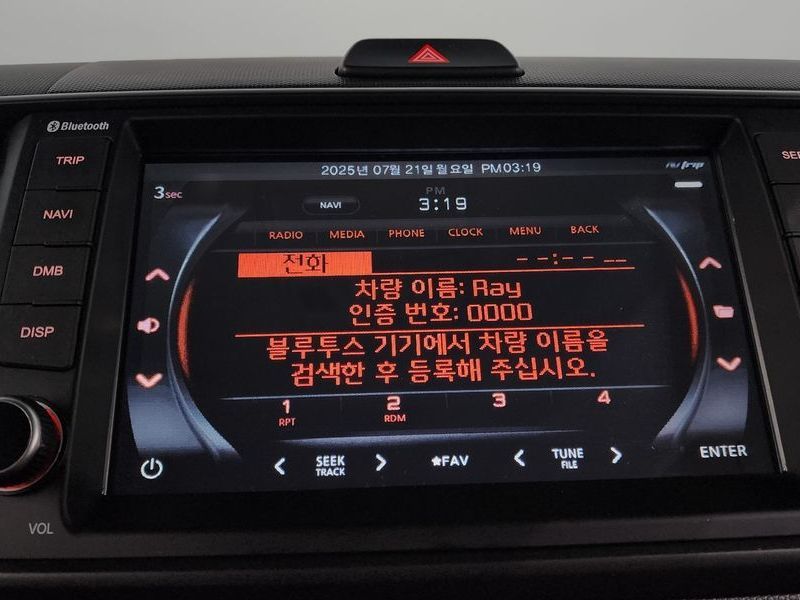 Bluetooth
TRIP
NAVI
DMB
DISP
VOL
2025년 07월 21일 월요일 PM 03:19
3sec
NAVI
PM
3:19
RADIO MEDIA PHONE CLOCK MENU BACK
전화 --:-- --
차량 이름: Ray
인증 번호: 0000
블루투스 기기에서 차량 이름을
검색한 후 등록해 주십시오.
1 2 3 4
RPT RDM
SEEK TRACK
★FAV
TUNE FILE
ENTER